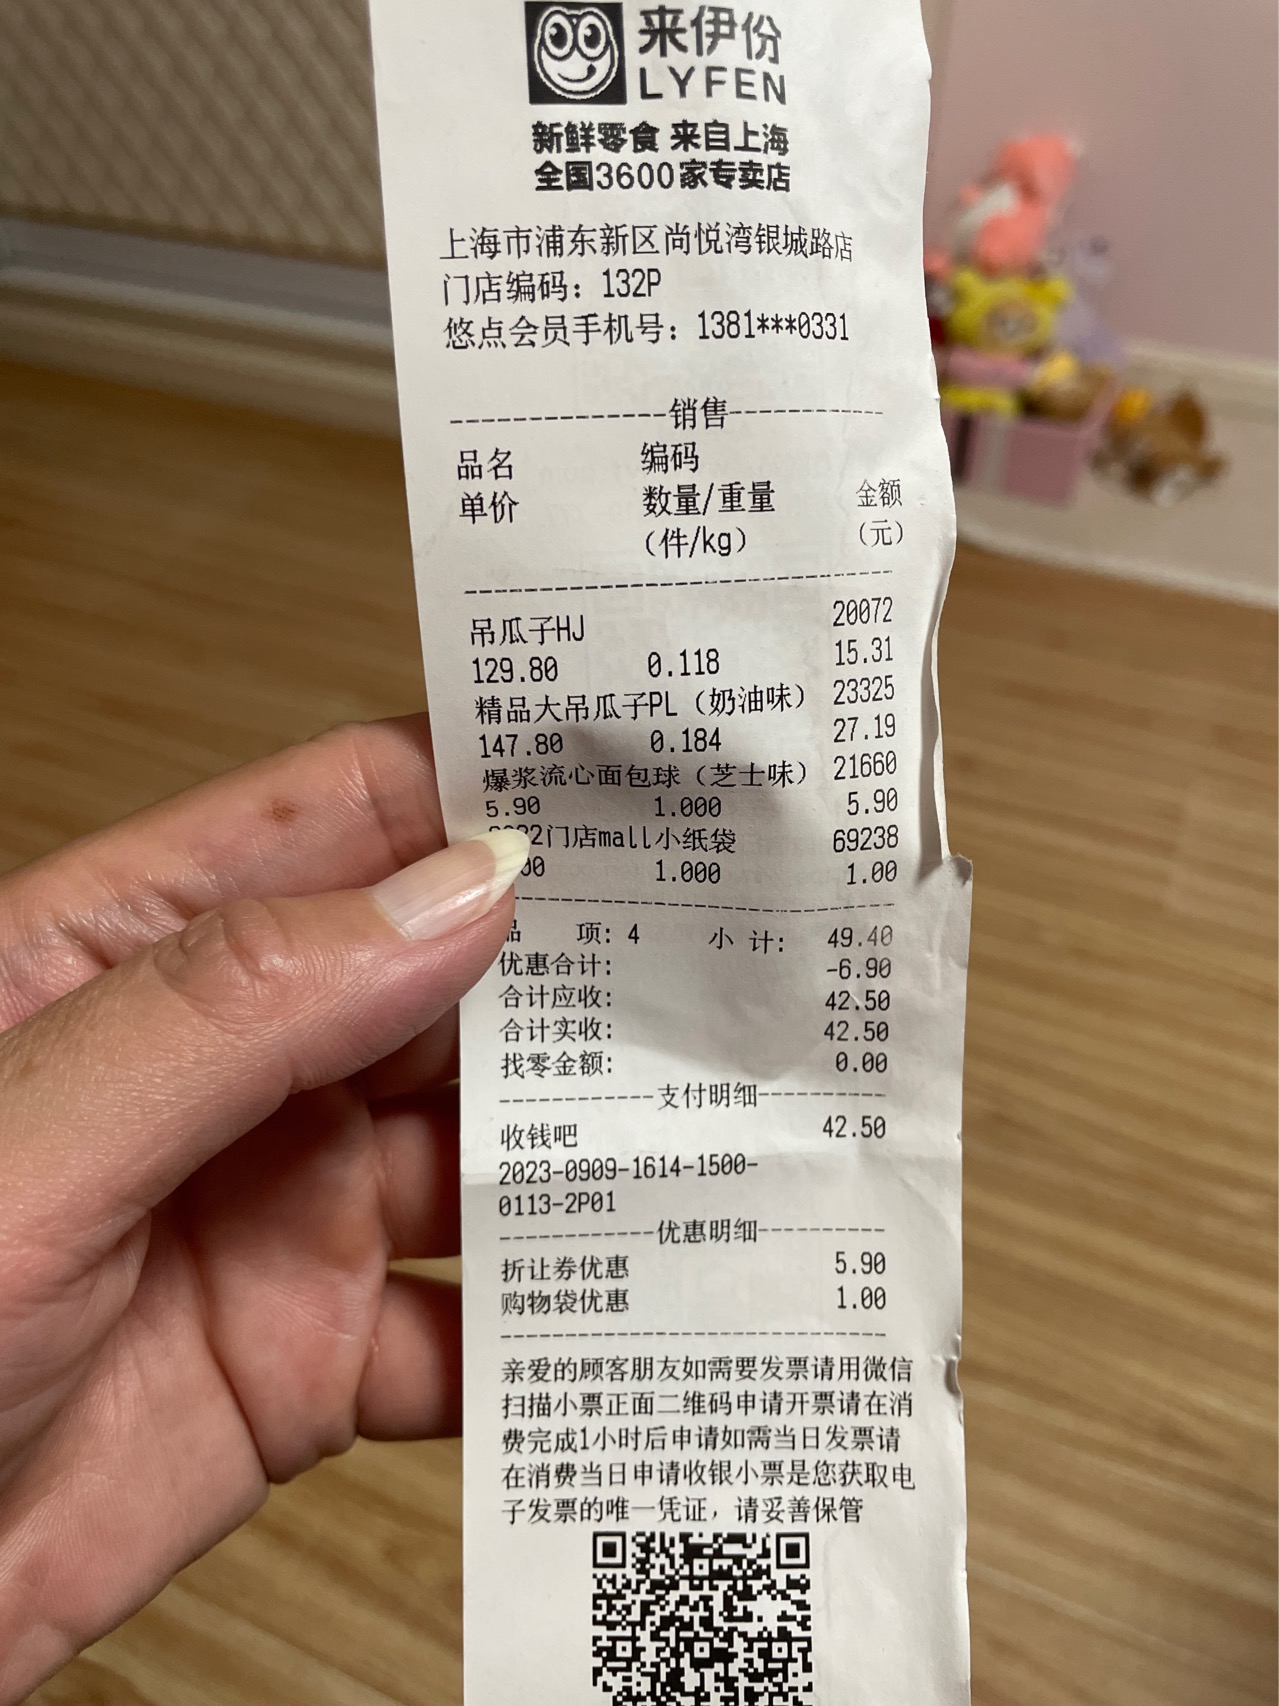 来伊份
LYFEN
新鲜零食 来自上海
全国3600家专卖店
上海市浦东新区尚悦湾银城路店
门店编码：132P
悠点会员手机号：1381***0331
-------------销售------------
品名 编码
单价 数量/重量 金额
（件/kg） （元）
吊瓜子HJ 20072
129.80 0.118 15.31
精品大吊瓜子PL（奶油味） 23325
147.80 0.184 27.19
爆浆流心面包球（芝士味） 21660
5.90 1.000 5.90
门店mall小纸袋 69238
1.000 1.00
品 项: 4 小 计: 49.40
优惠合计: -6.90
合计应收: 42.50
合计实收: 42.50
找零金额: 0.00
------------支付明细----------
收钱吧 42.50
2023-0909-1614-1500-
0113-2P01
------------优惠明细----------
折让券优惠 5.90
购物袋优惠 1.00
亲爱的顾客朋友如需要发票请用微信
扫描小票正面二维码申请开票请在消
费完成1小时后申请如需当日发票请
在消费当日申请收银小票是您获取电
子发票的唯一凭证，请妥善保管